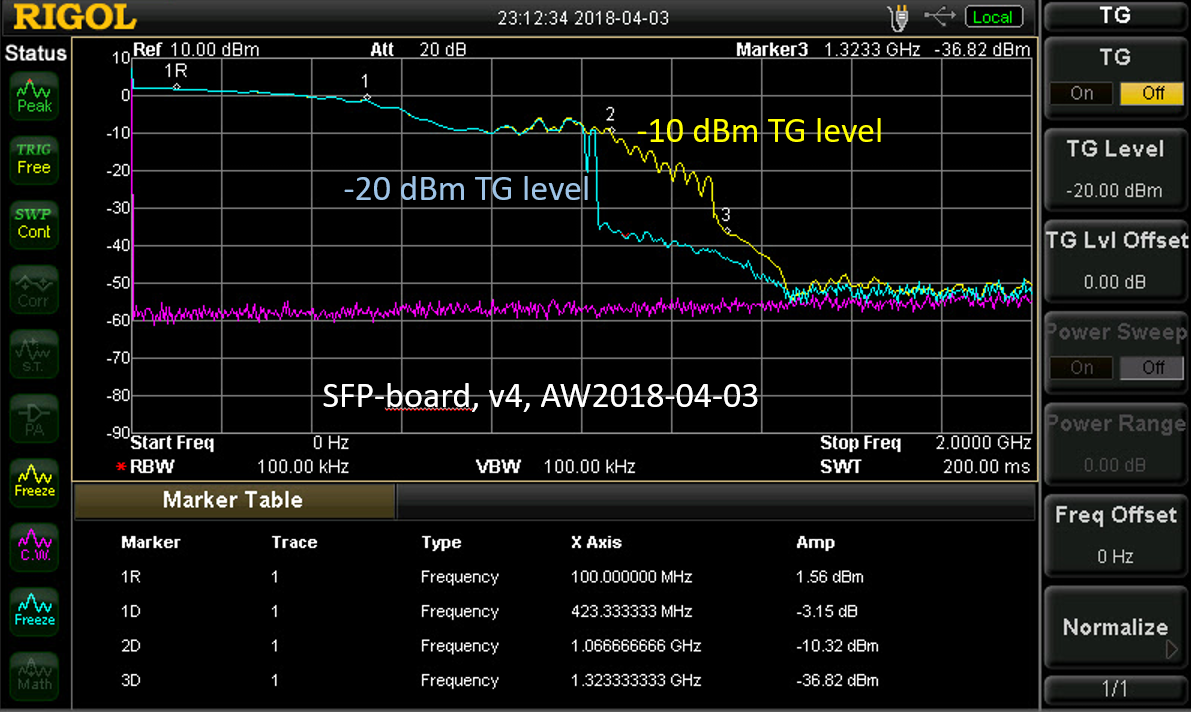 RIGOL 23:12:34 2018-04-03 Local
Status
Peak
TRIG
Free
SWP
Cont
Corr
S.T.
PA
Freeze
C.W.
Freeze
Math
Ref 10.00 dBm Att 20 dB Marker3 1.3233 GHz -36.82 dBm
10
0
-10
-20
-30
-40
-50
-60
-70
-80
-90
1R
1
2
3
-10 dBm TG level
-20 dBm TG level
SFP-board, v4, AW2018-04-03
Start Freq 0 Hz Stop Freq 2.0000 GHz
*RBW 100.00 kHz VBW 100.00 kHz SWT 200.00 ms
Marker Table
Marker Trace Type X Axis Amp
1R 1 Frequency 100.000000 MHz 1.56 dBm
1D 1 Frequency 423.333333 MHz -3.15 dB
2D 1 Frequency 1.066666666 GHz -10.32 dBm
3D 1 Frequency 1.323333333 GHz -36.82 dBm
TG
TG
On Off
TG Level
-20.00 dBm
TG Lvl Offset
0.00 dB
Power Sweep
On Off
Power Range
0.00 dB
Freq Offset
0 Hz
Normalize
1/1